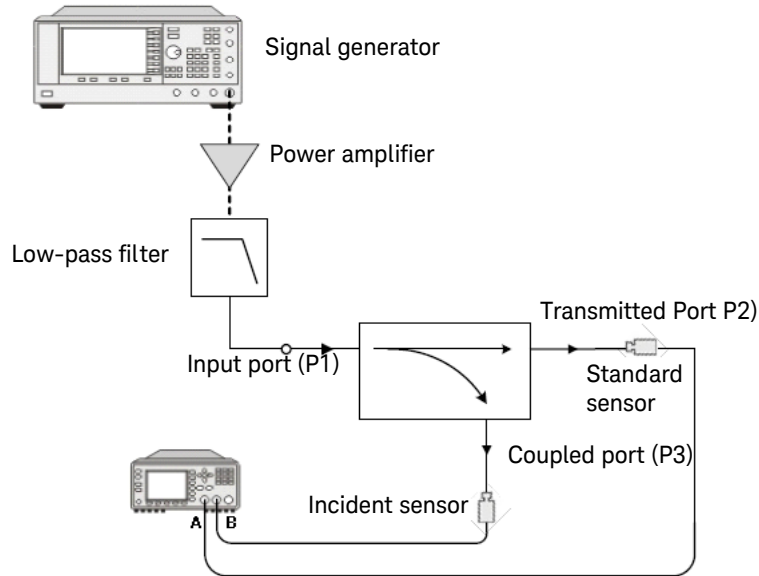 Signal generator
Power amplifier
Low-pass filter
Transmitted Port P2)
Input port (P1)
Standard
sensor
Coupled port (P3)
Incident sensor
A B